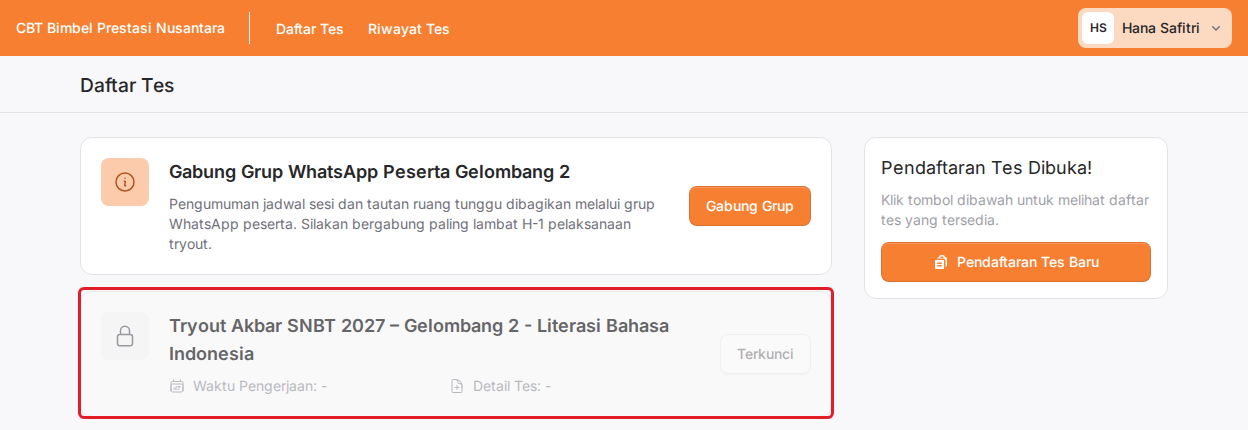 CBT Bimbel Prestasi Nusantara
Daftar Tes
Riwayat Tes
HS
Hana Safitri
Daftar Tes
Gabung Grup WhatsApp Peserta Gelombang 2
Pengumuman jadwal sesi dan tautan ruang tunggu dibagikan melalui grup
WhatsApp peserta. Silakan bergabung paling lambat H-1 pelaksanaan
tryout.
Gabung Grup
Tryout Akbar SNBT 2027 – Gelombang 2 - Literasi Bahasa
Indonesia
Waktu Pengerjaan: -
Detail Tes: -
Terkunci
Pendaftaran Tes Dibuka!
Klik tombol dibawah untuk melihat daftar
tes yang tersedia.
Pendaftaran Tes Baru